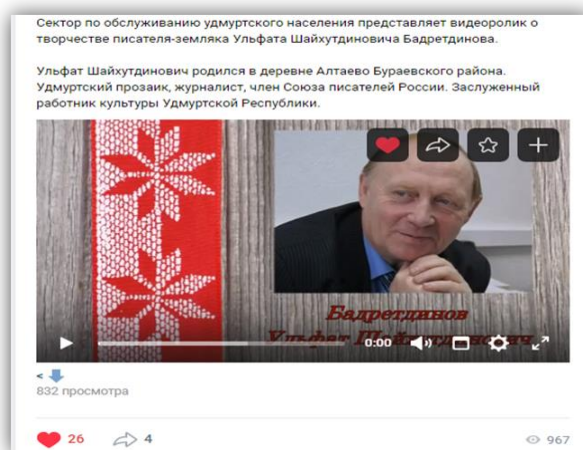 Сектор по обслуживанию удмуртского населения представляет видеоролик о
творчестве писателя-земляка Ульфата Шайхутдиновича Бадретдинова.
Ульфат Шайхутдинович родился в деревне Алтаево Бураевского района.
Удмуртский прозаик, журналист, член Союза писателей России. Заслуженный
работник культуры Удмуртской Республики.
Бадретдинов
Ульфат Шайхутдинович
0:00
832 просмотра
26 4 967